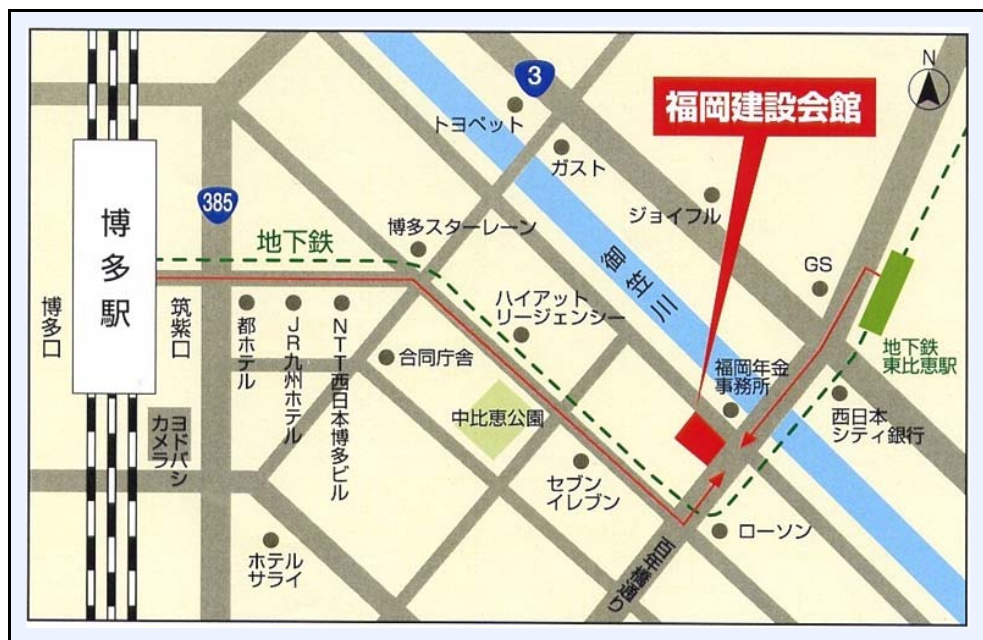 N
3
福岡建設会館
トヨペット
ガスト
385
ジョイフル
博多スターレーン
地下鉄
博多駅
御笠川
GS
博多口
筑紫口
ハイアット
リージェンシー
都ホテル
JR九州ホテル
NTT西日本博多ビル
合同庁舎
地下鉄
東比恵駅
福岡年金
事務所
中比恵公園
西日本
シティ銀行
ヨドバシ
カメラ
セブン
イレブン
ローソン
ホテル
サライ
百年橋通り